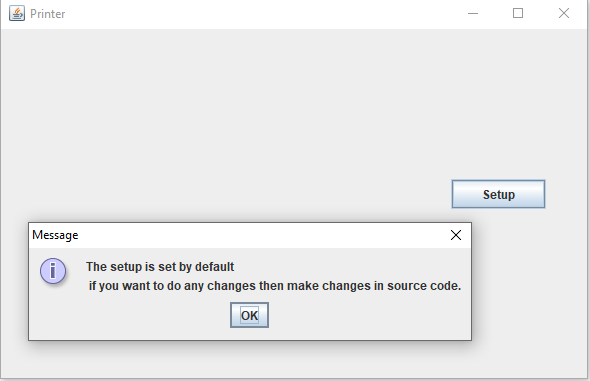 Printer
Setup
Message
The setup is set by default
if you want to do any changes then make changes in source code.
OK